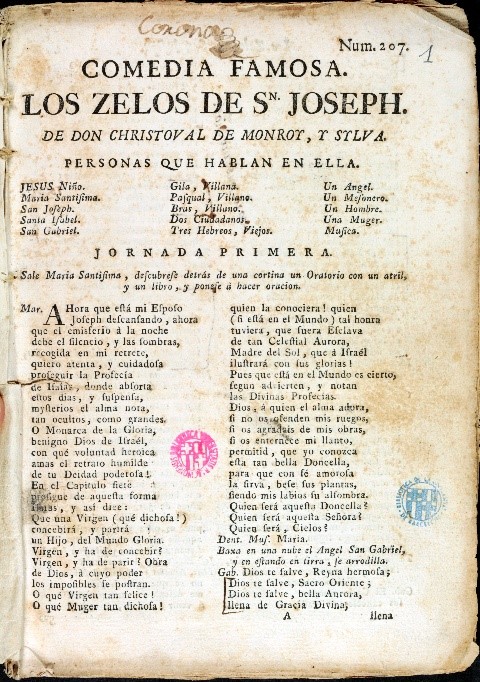 Corona
Num. 207.
1
COMEDIA FAMOSA.
LOS ZELOS DE SN. JOSEPH.
DE DON CHRISTOVAL DE MONROY, Y SYLVA.
PERSONAS QUE HABLAN EN ELLA.
JESUS Niño.
Maria Santisima.
San Joseph.
Santa Isabel.
San Gabriel.
Gila, Villana.
Pasqual, Villano.
Bras, Villano.
Dos Ciudadanos.
Tres Hebreos, Viejos.
Un Angel.
Un Mesonero.
Un Hombre.
Una Muger.
Musica.
JORNADA PRIMERA.
Sale Maria Santisima, descubrese detrás de una cortina un Oratorio con un atril,
y un libro, y ponese á hacer oracion.
Mar. AHora que está mi Esposo
Joseph descansando, ahora
que el emisferio á la noche
debe el silencio, y las sombras,
recogida en mi retrete,
quiero atenta, y cuidadosa
proseguir la Profecía
de Isaías, donde absorta
estos dias, y suspensa,
mysterios el alma nota,
tan ocultos, como grandes.
O Monarca de la Gloria,
benigno Dios de Israél,
con qué voluntad heroica
amas el retrato humilde
de tu Deidad poderosa!
En el Capitulo siete
prosigue de aquesta forma
Isaías, y asi dice:
Que una Virgen (qué dichosa!)
concebirá, y parirá
un Hijo, del Mundo Gloria.
Virgen, y ha de concebir?
Virgen, y ha de parir? Obra
de Dios, á cuyo poder
los imposibles se postran.
O qué Virgen tan felice!
O qué Muger tan dichosa!
quien la conociera! quien
(si está en el Mundo) tal honra
tuviera, que fuera Esclava
de tan Celestial Aurora,
Madre del Sol, que á Israél
ilustrará con sus glorias!
Pues que está en el Mundo es cierto,
segun advierten, y notan
las Divinas Profecías.
Dios, á quien el alma adora,
si no os ofenden mis ruegos,
si os agradais de mis obras,
si os enternece mi llanto,
permitid, que yo conozca
esta tan bella Doncella,
para que con fé amorosa
la sirva, bese sus plantas,
siendo mis labios su alfombra.
Quien será aquesta Doncella?
Quien será aquesta Señora?
Quien será, Cielos?
Dent. Mus. Maria.
Baxa en una nube el Angel San Gabriel,
y en estando en tirra, se arrodilla.
Gab. Dios te salve, Reyna hermosa;
Dios te salve, Sacro Oriente;
Dios te salve, bella Aurora,
llena de Gracia Divina;
A llena